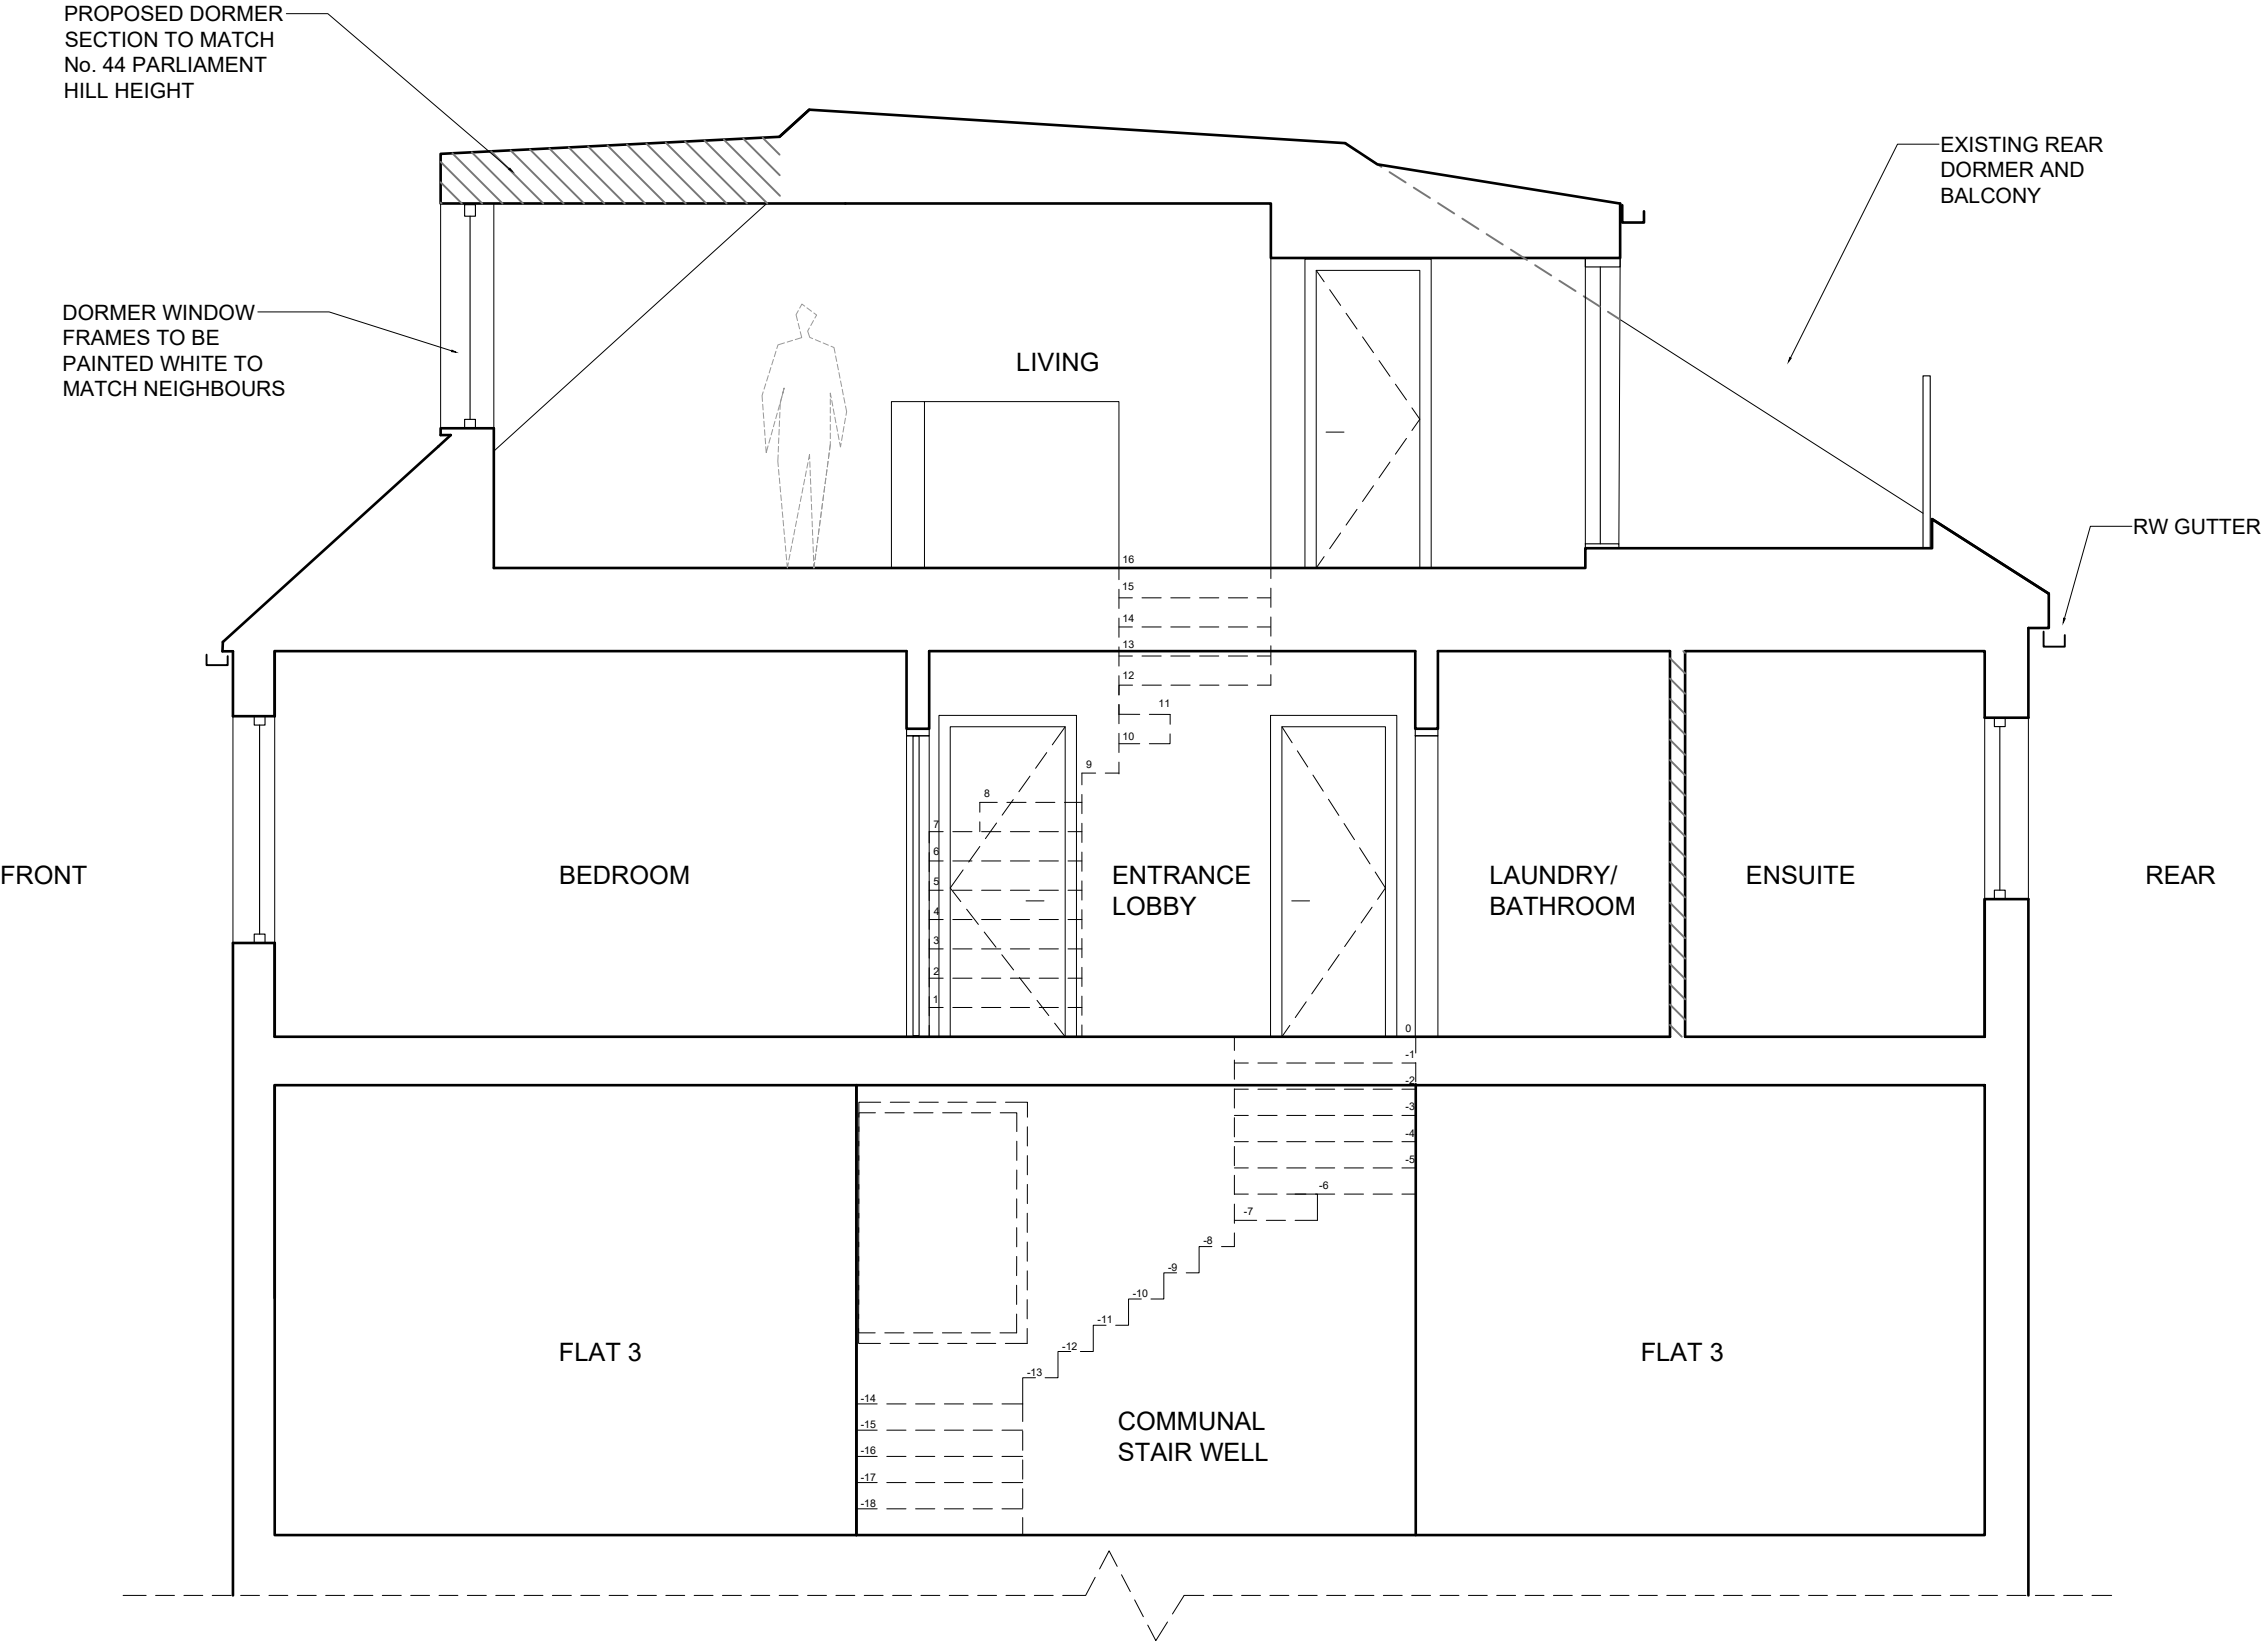 PROPOSED DORMER
SECTION TO MATCH
No. 44 PARLIAMENT
HILL HEIGHT
EXISTING REAR
DORMER AND
BALCONY
DORMER WINDOW
FRAMES TO BE
PAINTED WHITE TO
MATCH NEIGHBOURS
LIVING
RW GUTTER
16
15
14
13
12
11
10
9
8
7
6
5
4
3
2
1
0
FRONT
BEDROOM
ENTRANCE
LOBBY
LAUNDRY/
BATHROOM
ENSUITE
REAR
-1
-2
-3
-4
-5
-6
-7
-8
-9
-10
-11
-12
-13
-14
-15
-16
-17
-18
FLAT 3
COMMUNAL
STAIR WELL
FLAT 3